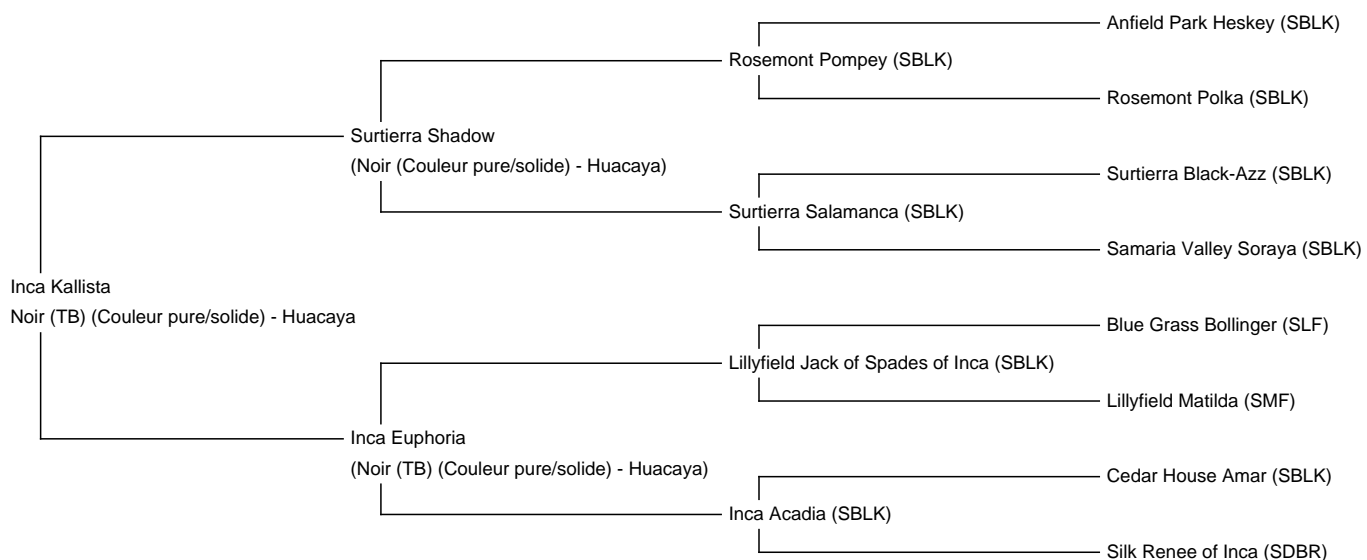 Anfield Park Heskey (SBLK)
Rosemont Pompey (SBLK)
Rosemont Polka (SBLK)
Surtierra Shadow
(Noir (Couleur pure/solide) - Huacaya)
Surtierra Black-Azz (SBLK)
Surtierra Salamanca (SBLK)
Samaria Valley Soraya (SBLK)
Inca Kallista
Noir (TB) (Couleur pure/solide) - Huacaya
Blue Grass Bollinger (SLF)
Lillyfield Jack of Spades of Inca (SBLK)
Lillyfield Matilda (SMF)
Inca Euphoria
(Noir (TB) (Couleur pure/solide) - Huacaya)
Cedar House Amar (SBLK)
Inca Acadia (SBLK)
Silk Renee of Inca (SDBR)